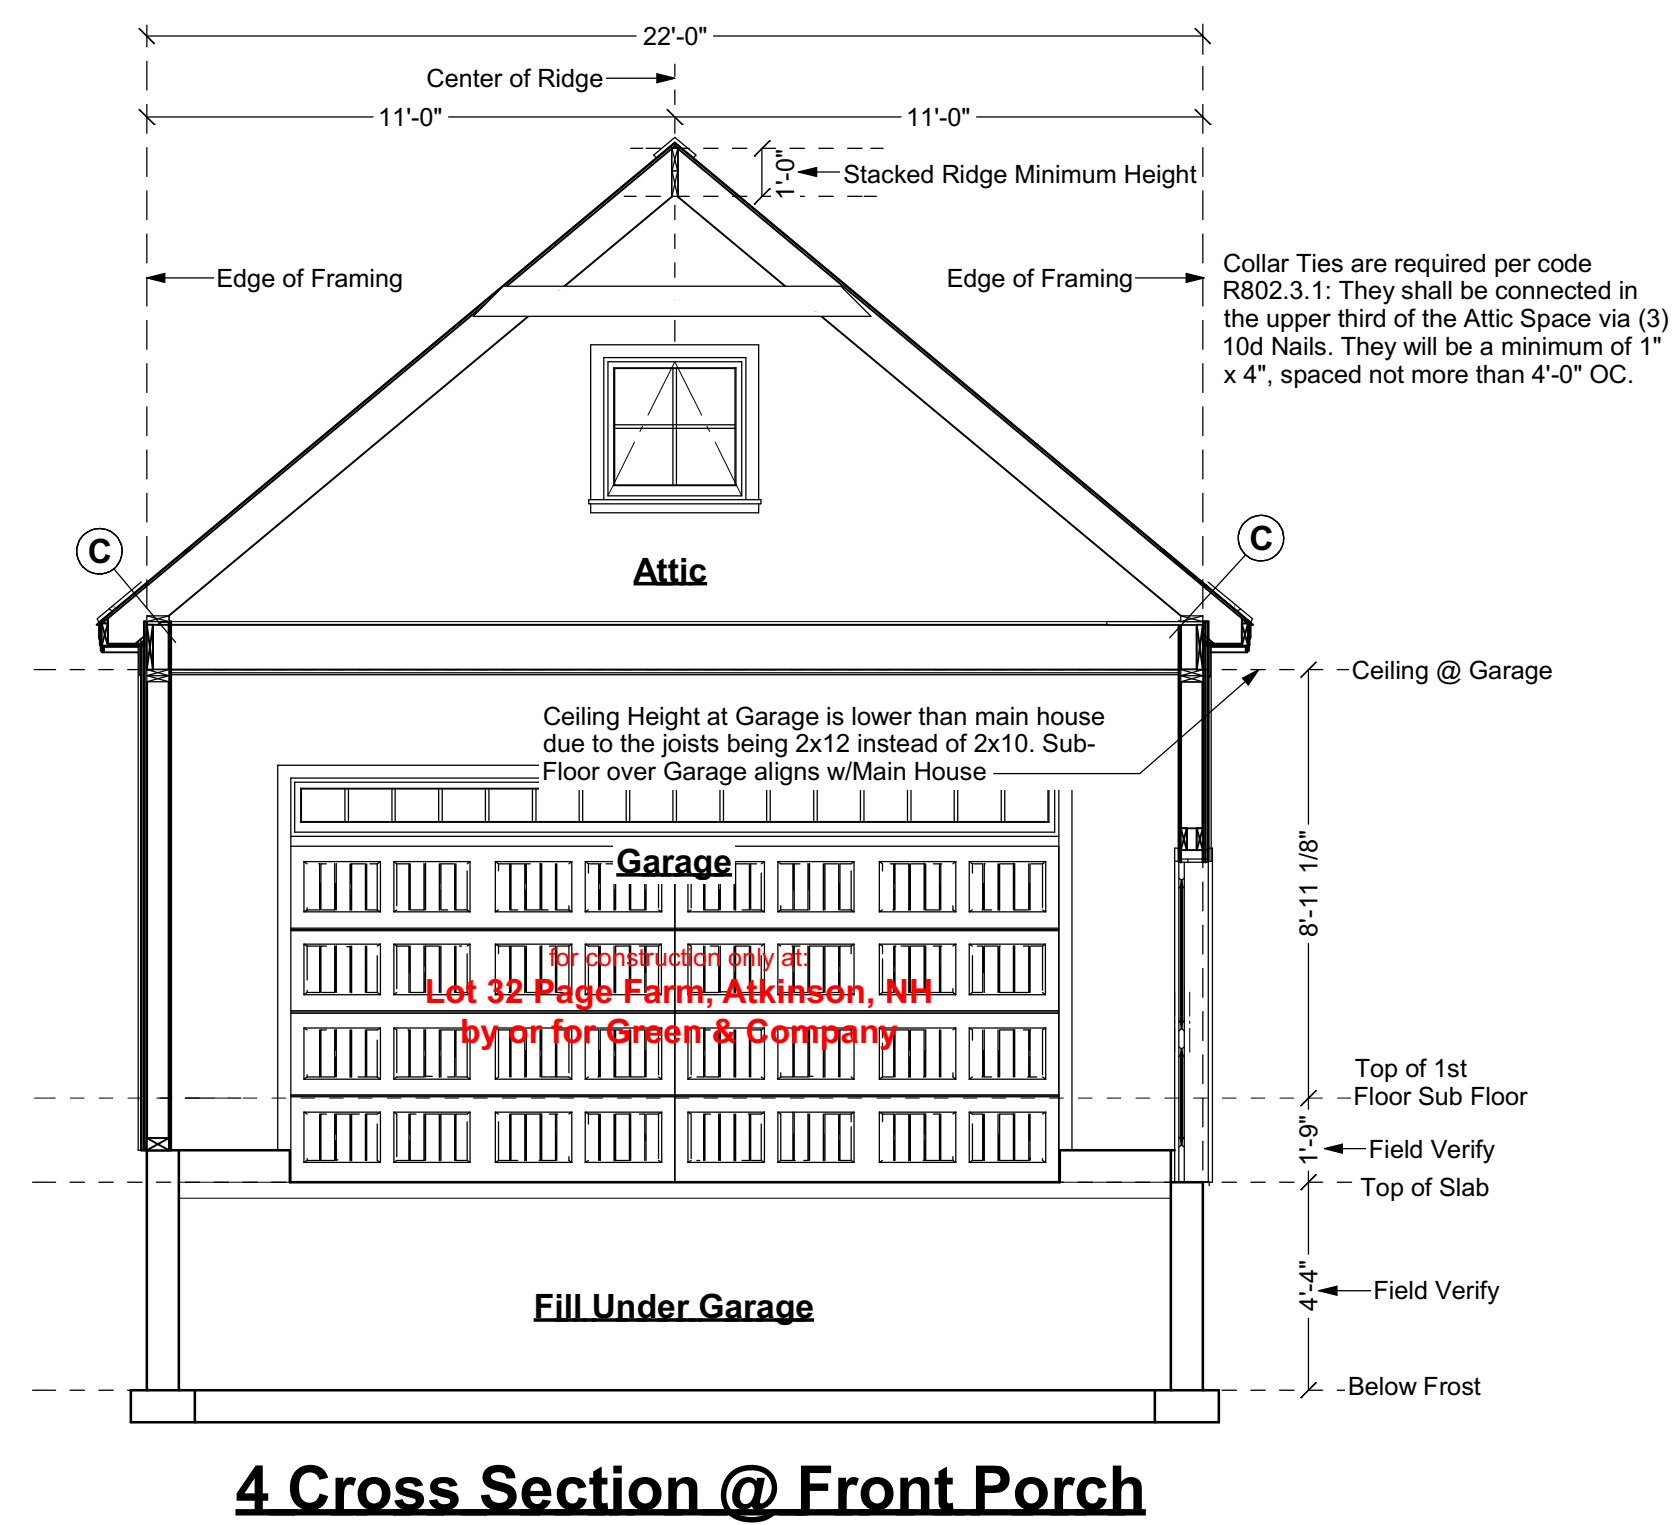 22'-0"
Center of Ridge
11'-0"
11'-0"
1'-0"
Stacked Ridge Minimum Height
Edge of Framing
Edge of Framing
Collar Ties are required per code
R802.3.1: They shall be connected in
the upper third of the Attic Space via (3)
10d Nails. They will be a minimum of 1"
x 4", spaced not more than 4'-0" OC.
C
C
Attic
Ceiling @ Garage
Ceiling Height at Garage is lower than main house
due to the joists being 2x12 instead of 2x10. Sub-
Floor over Garage aligns w/Main House
Garage
8'-11 1/8"
for construction only at:
Lot 32 Page Farm, Atkinson, NH
by or for Green & Company
Top of 1st
Floor Sub Floor
1'-9"
Field Verify
Top of Slab
4'-4"
Field Verify
Fill Under Garage
Below Frost
4 Cross Section @ Front Porch